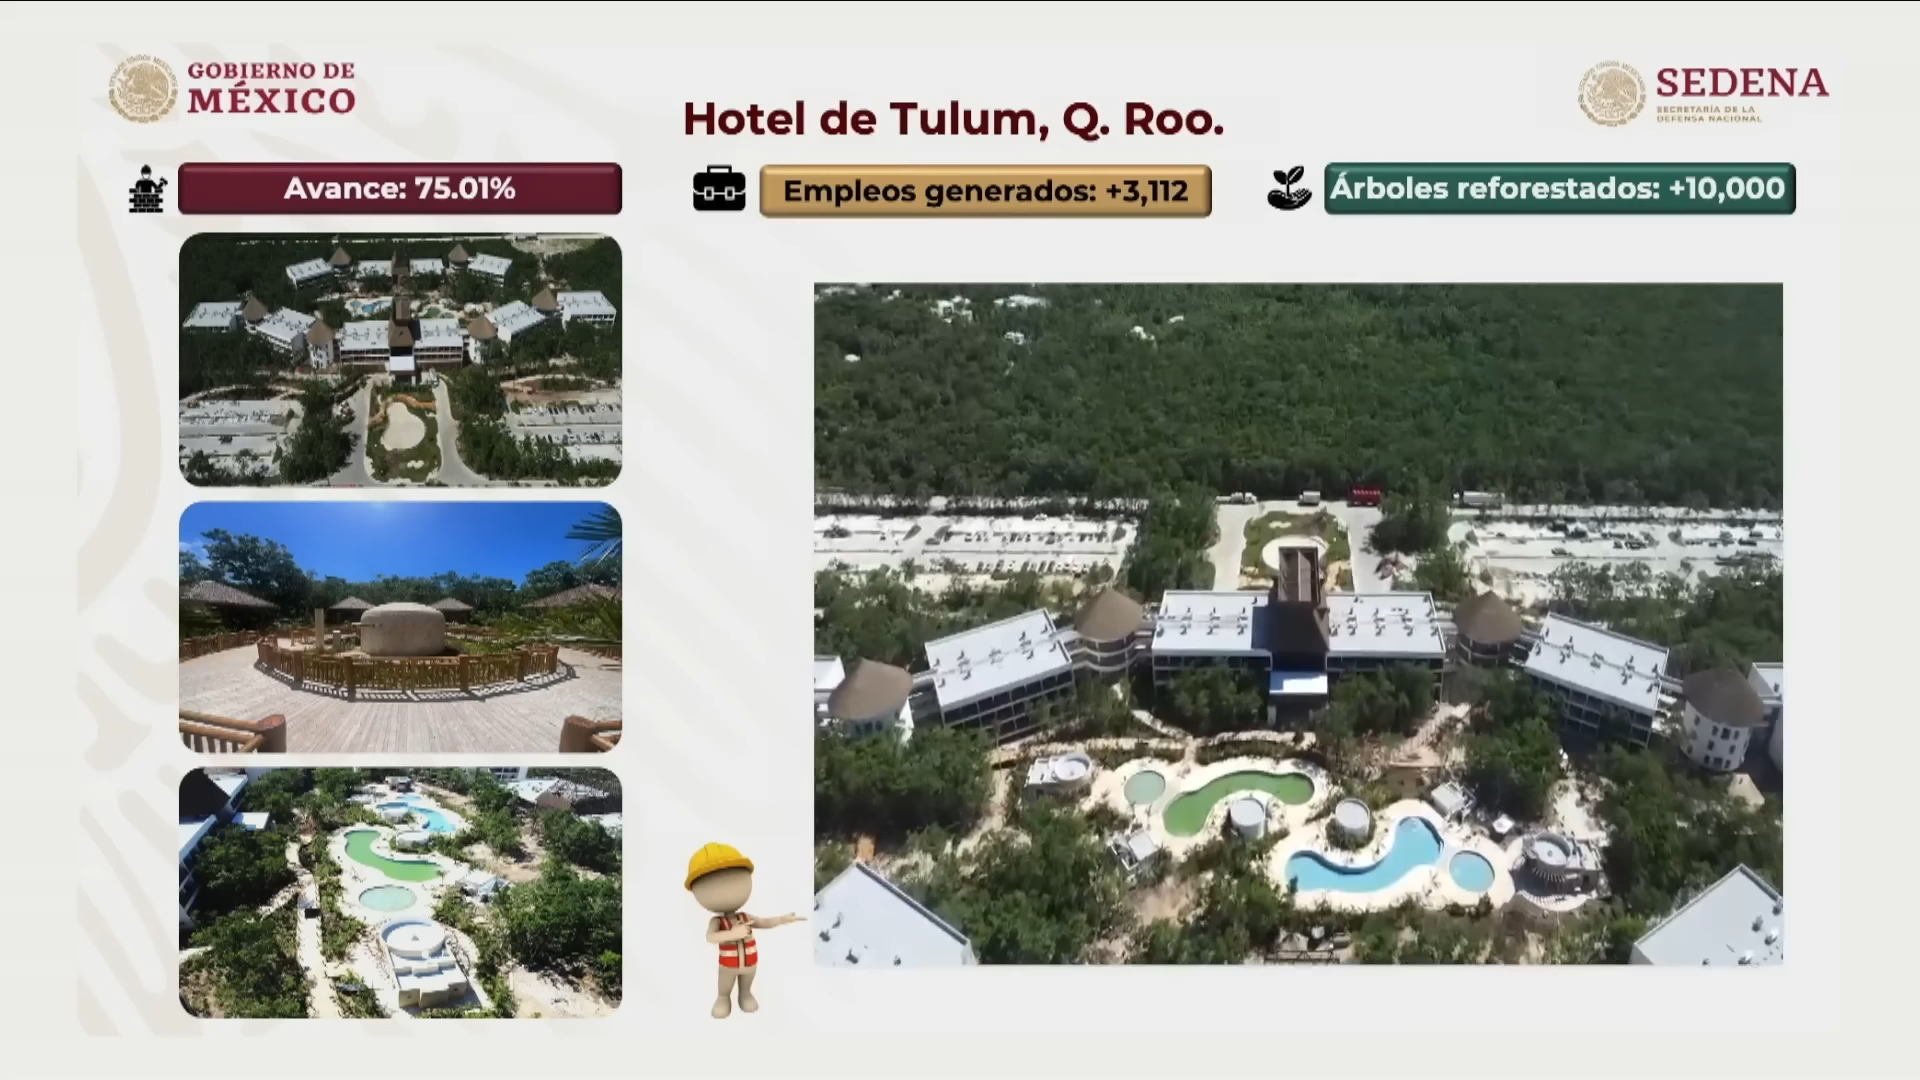 GOBIERNO DE
MÉXICO
SEDENA
SECRETARÍA DE LA
DEFENSA NACIONAL
Hotel de Tulum, Q. Roo.
Avance: 75.01%
Empleos generados: +3,112
Árboles reforestados: +10,000